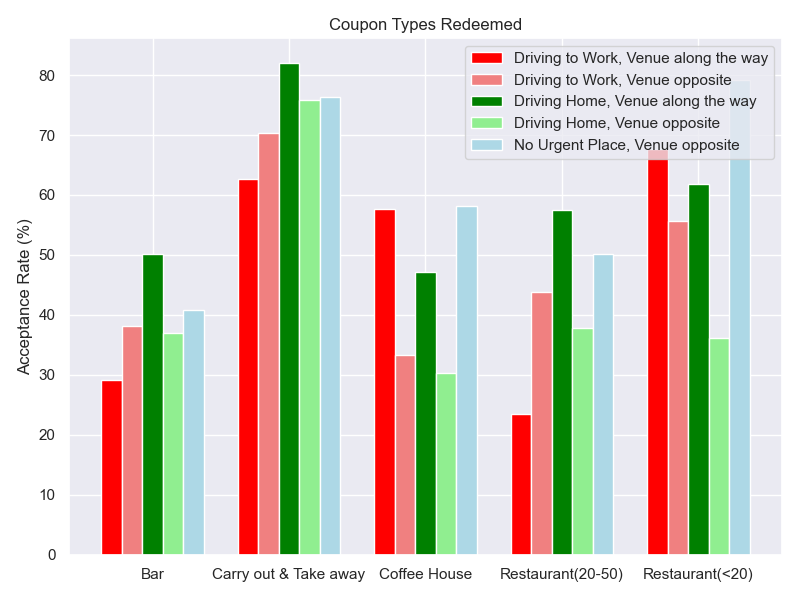 Coupon Types Redeemed
Driving to Work, Venue along the way
Driving to Work, Venue opposite
Driving Home, Venue along the way
Driving Home, Venue opposite
No Urgent Place, Venue opposite
Acceptance Rate (%)
80
70
60
50
40
30
20
10
0
Bar
Carry out & Take away
Coffee House
Restaurant(20-50)
Restaurant(<20)